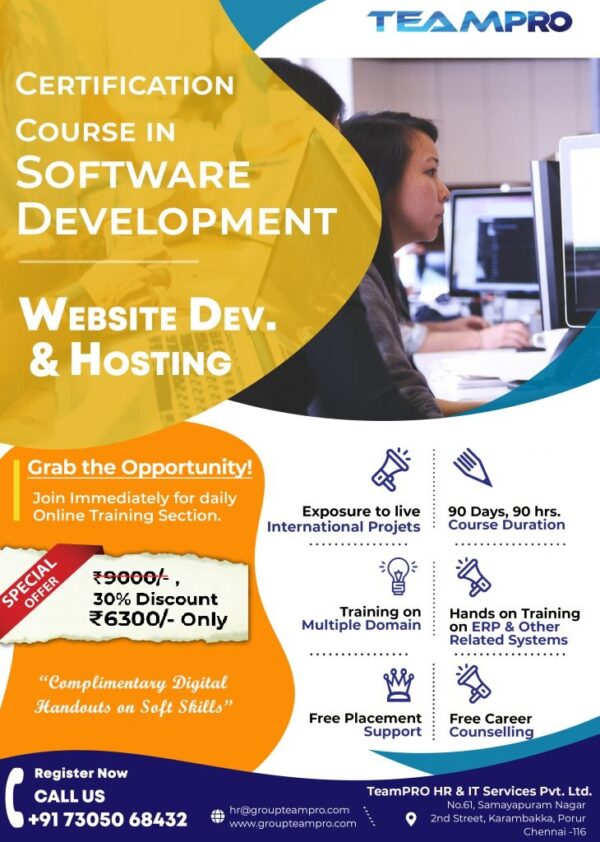 TEAMPRO
CERTIFICATION
COURSE IN
SOFTWARE
DEVELOPMENT
WEBSITE DEV.
& HOSTING
Grab the Opportunity!
Join Immediately for daily
Online Training Section.
SPECIAL
OFFER
₹9000/- ,
30% Discount
₹6300/- Only
“Complimentary Digital
Handouts on Soft Skills”
Exposure to live
International Projets
90 Days, 90 hrs.
Course Duration
Training on
Multiple Domain
Hands on Training
on ERP & Other
Related Systems
Free Placement
Support
Free Career
Counselling
Register Now
CALL US
+91 73050 68432
hr@groupteampro.com
www.groupteampro.com
TeamPRO HR & IT Services Pvt. Ltd.
No.61, Samayapuram Nagar
2nd Street, Karambakka, Porur
Chennai -116